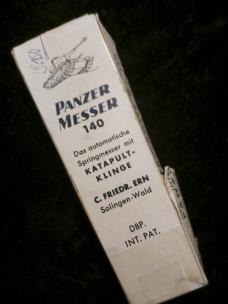 PANZER
MESSER
140
Das automatische
Springmesser mit
KATAPULT-
KLINGE
C. FRIEDR. ERN
Solingen-Wald
DBP.
INT. PAT.